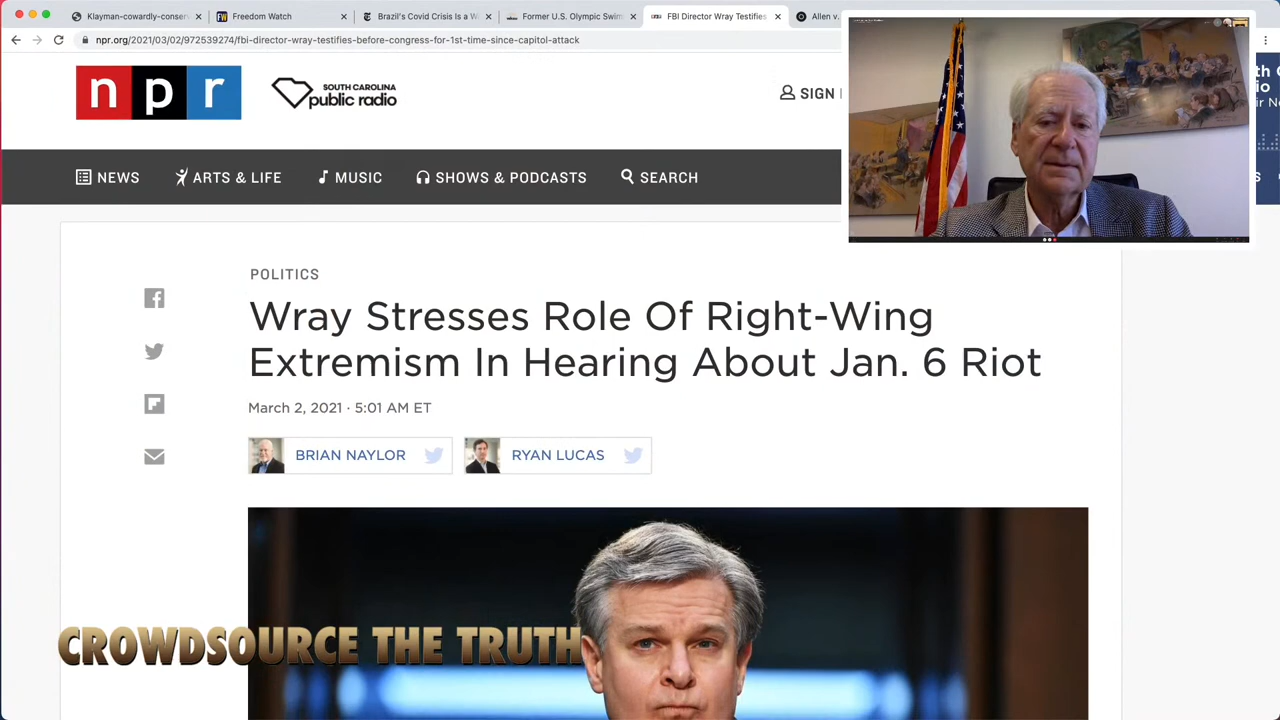 Klayman-cowardly-conser
Freedom Watch
Brazil's Covid Crisis Is a W
Former U.S. Olympic Swim
FBI Director Wray Testifies
Allen v.
npr.org/2021/03/02/972539274/fbi-director-wray-testifies-before-congress-for-1st-time-since-capitol-attack
npr
SOUTH CAROLINA
public radio
SIGN
NEWS
ARTS & LIFE
MUSIC
SHOWS & PODCASTS
SEARCH
POLITICS
Wray Stresses Role Of Right-Wing
Extremism In Hearing About Jan. 6 Riot
March 2, 2021 · 5:01 AM ET
BRIAN NAYLOR
RYAN LUCAS
CROWDSOURCE THE TRUTH